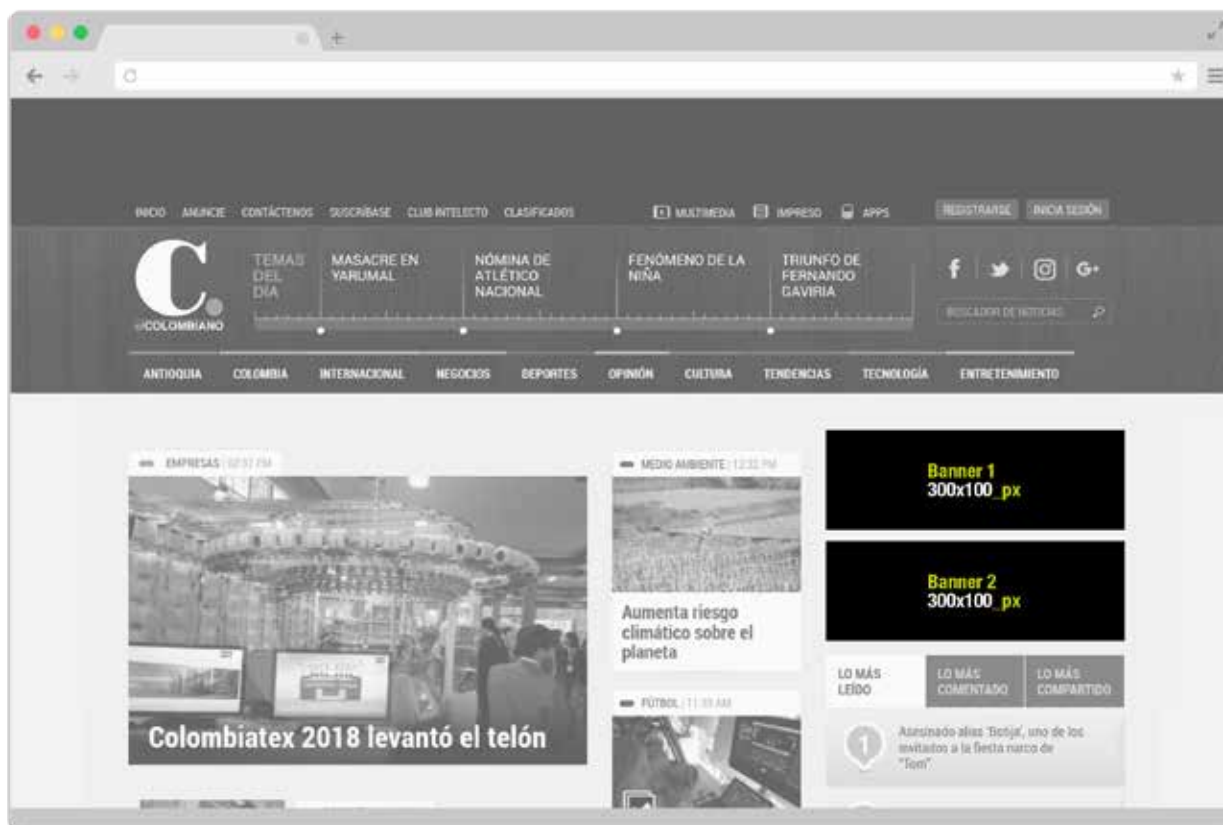 INICIO ANUNCIE CONTÁCTENOS SUSCRÍBASE CLUB INTELECTO CLASIFICADOS MULTIMEDIA IMPRESO APPS REGISTRARSE INICIA SESIÓN
C.
elCOLOMBIANO
TEMAS
DEL
DÍA
MASACRE EN
YARUMAL
NÓMINA DE
ATLÉTICO
NACIONAL
FENÓMENO DE LA
NIÑA
TRIUNFO DE
FERNANDO
GAVIRIA
f G+
BUSCADOR DE NOTICIAS
ANTIOQUIA COLOMBIA INTERNACIONAL NEGOCIOS DEPORTES OPINIÓN CULTURA TENDENCIAS TECNOLOGÍA ENTRETENIMIENTO
EMPRESAS
Colombiatex 2018 levantó el telón
MEDIO AMBIENTE | 12:32 PM
Aumenta riesgo
climático sobre el
planeta
FÚTBOL | 11:59 AM
Banner 1
300x100_px
Banner 2
300x100_px
LO MÁS
LEÍDO
LO MÁS
COMENTADO
LO MÁS
COMPARTIDO
1
Asesinado alias 'Botija', uno de los
invitados a la fiesta narco de
"Tom"